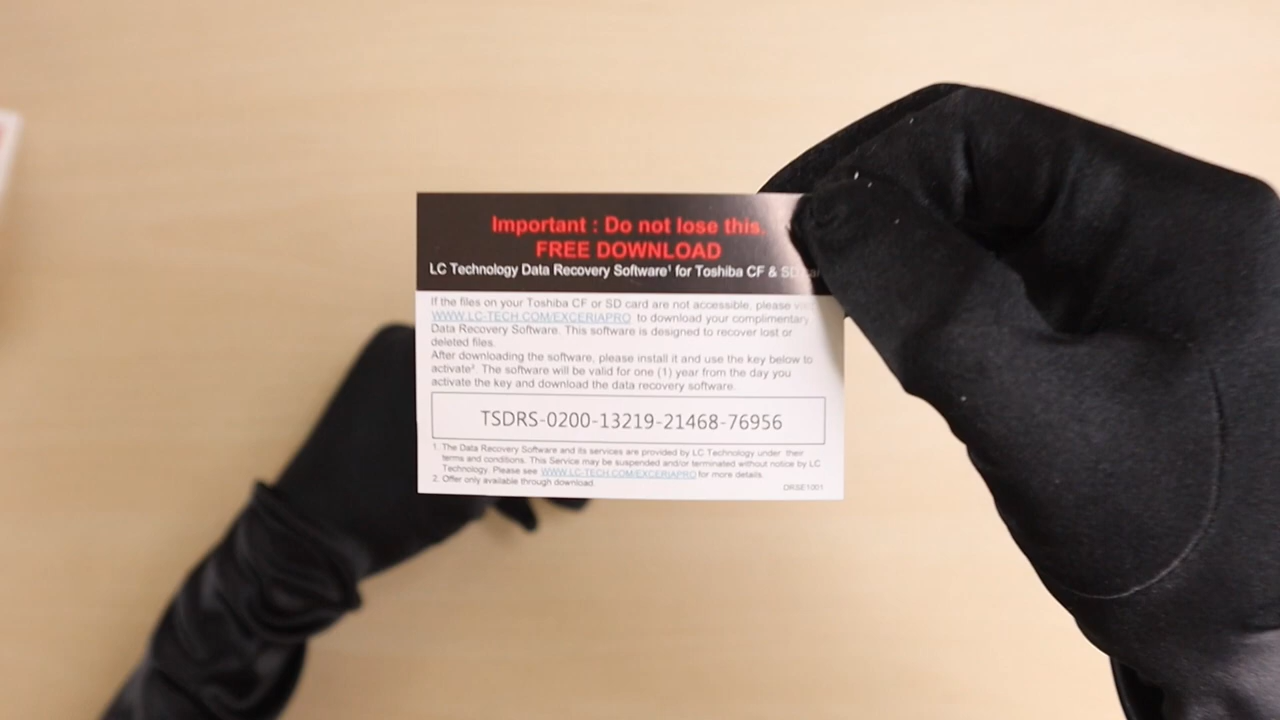 Important : Do not lose this.
FREE DOWNLOAD
LC Technology Data Recovery Software¹ for Toshiba CF & SD
If the files on your Toshiba CF or SD card are not accessible, please
WWW.LC-TECH.COM/EXCERIAPRO to download your complimentary
Data Recovery Software. This software is designed to recover lost or
deleted files.
After downloading the software, please install it and use the key below to
activate². The software will be valid for one (1) year from the day you
activate the key and download the data recovery software.
TSDRS-0200-13219-21468-76956
1. The Data Recovery Software and its services are provided by LC Technology under their
terms and conditions. This Service may be suspended and/or terminated without notice by LC
Technology. Please see WWW.LC-TECH.COM/EXCERIAPRO for more details.
2. Offer only available through download.
DRSE1001